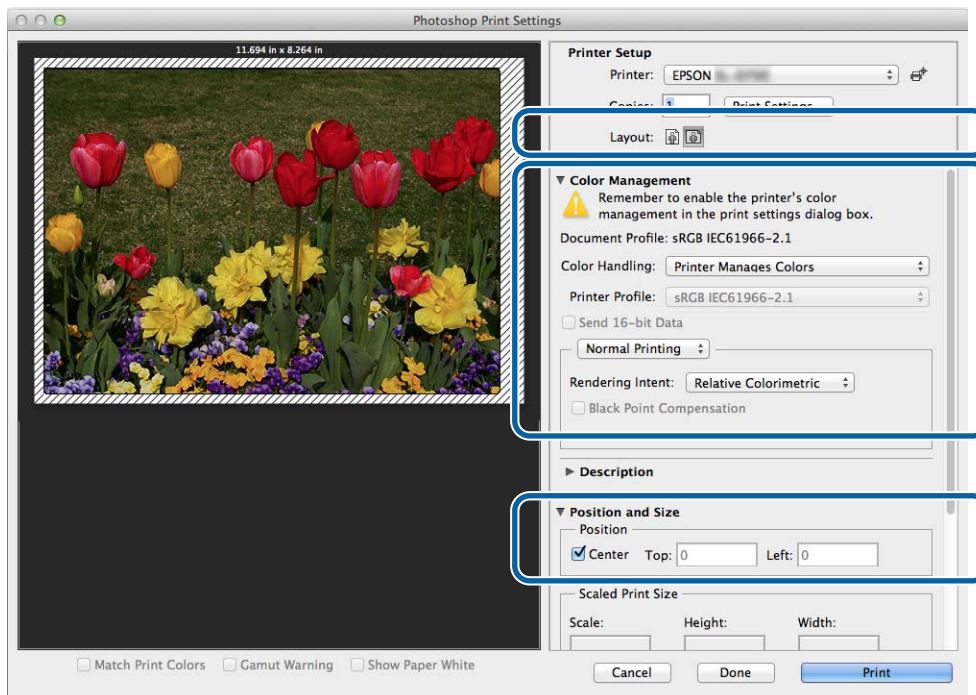 Photoshop Print Settings
11.694 in x 8.264 in
Printer Setup
Printer: EPSON
Copies: 1 Print Settings...
Layout:
Color Management
Remember to enable the printer's color
management in the print settings dialog box.
Document Profile: sRGB IEC61966-2.1
Color Handling: Printer Manages Colors
Printer Profile: sRGB IEC61966-2.1
Send 16-bit Data
Normal Printing
Rendering Intent: Relative Colorimetric
Black Point Compensation
Description
Position and Size
Position
Center Top: 0 Left: 0
Scaled Print Size
Scale: Height: Width:
Match Print Colors Gamut Warning Show Paper White
Cancel Done Print